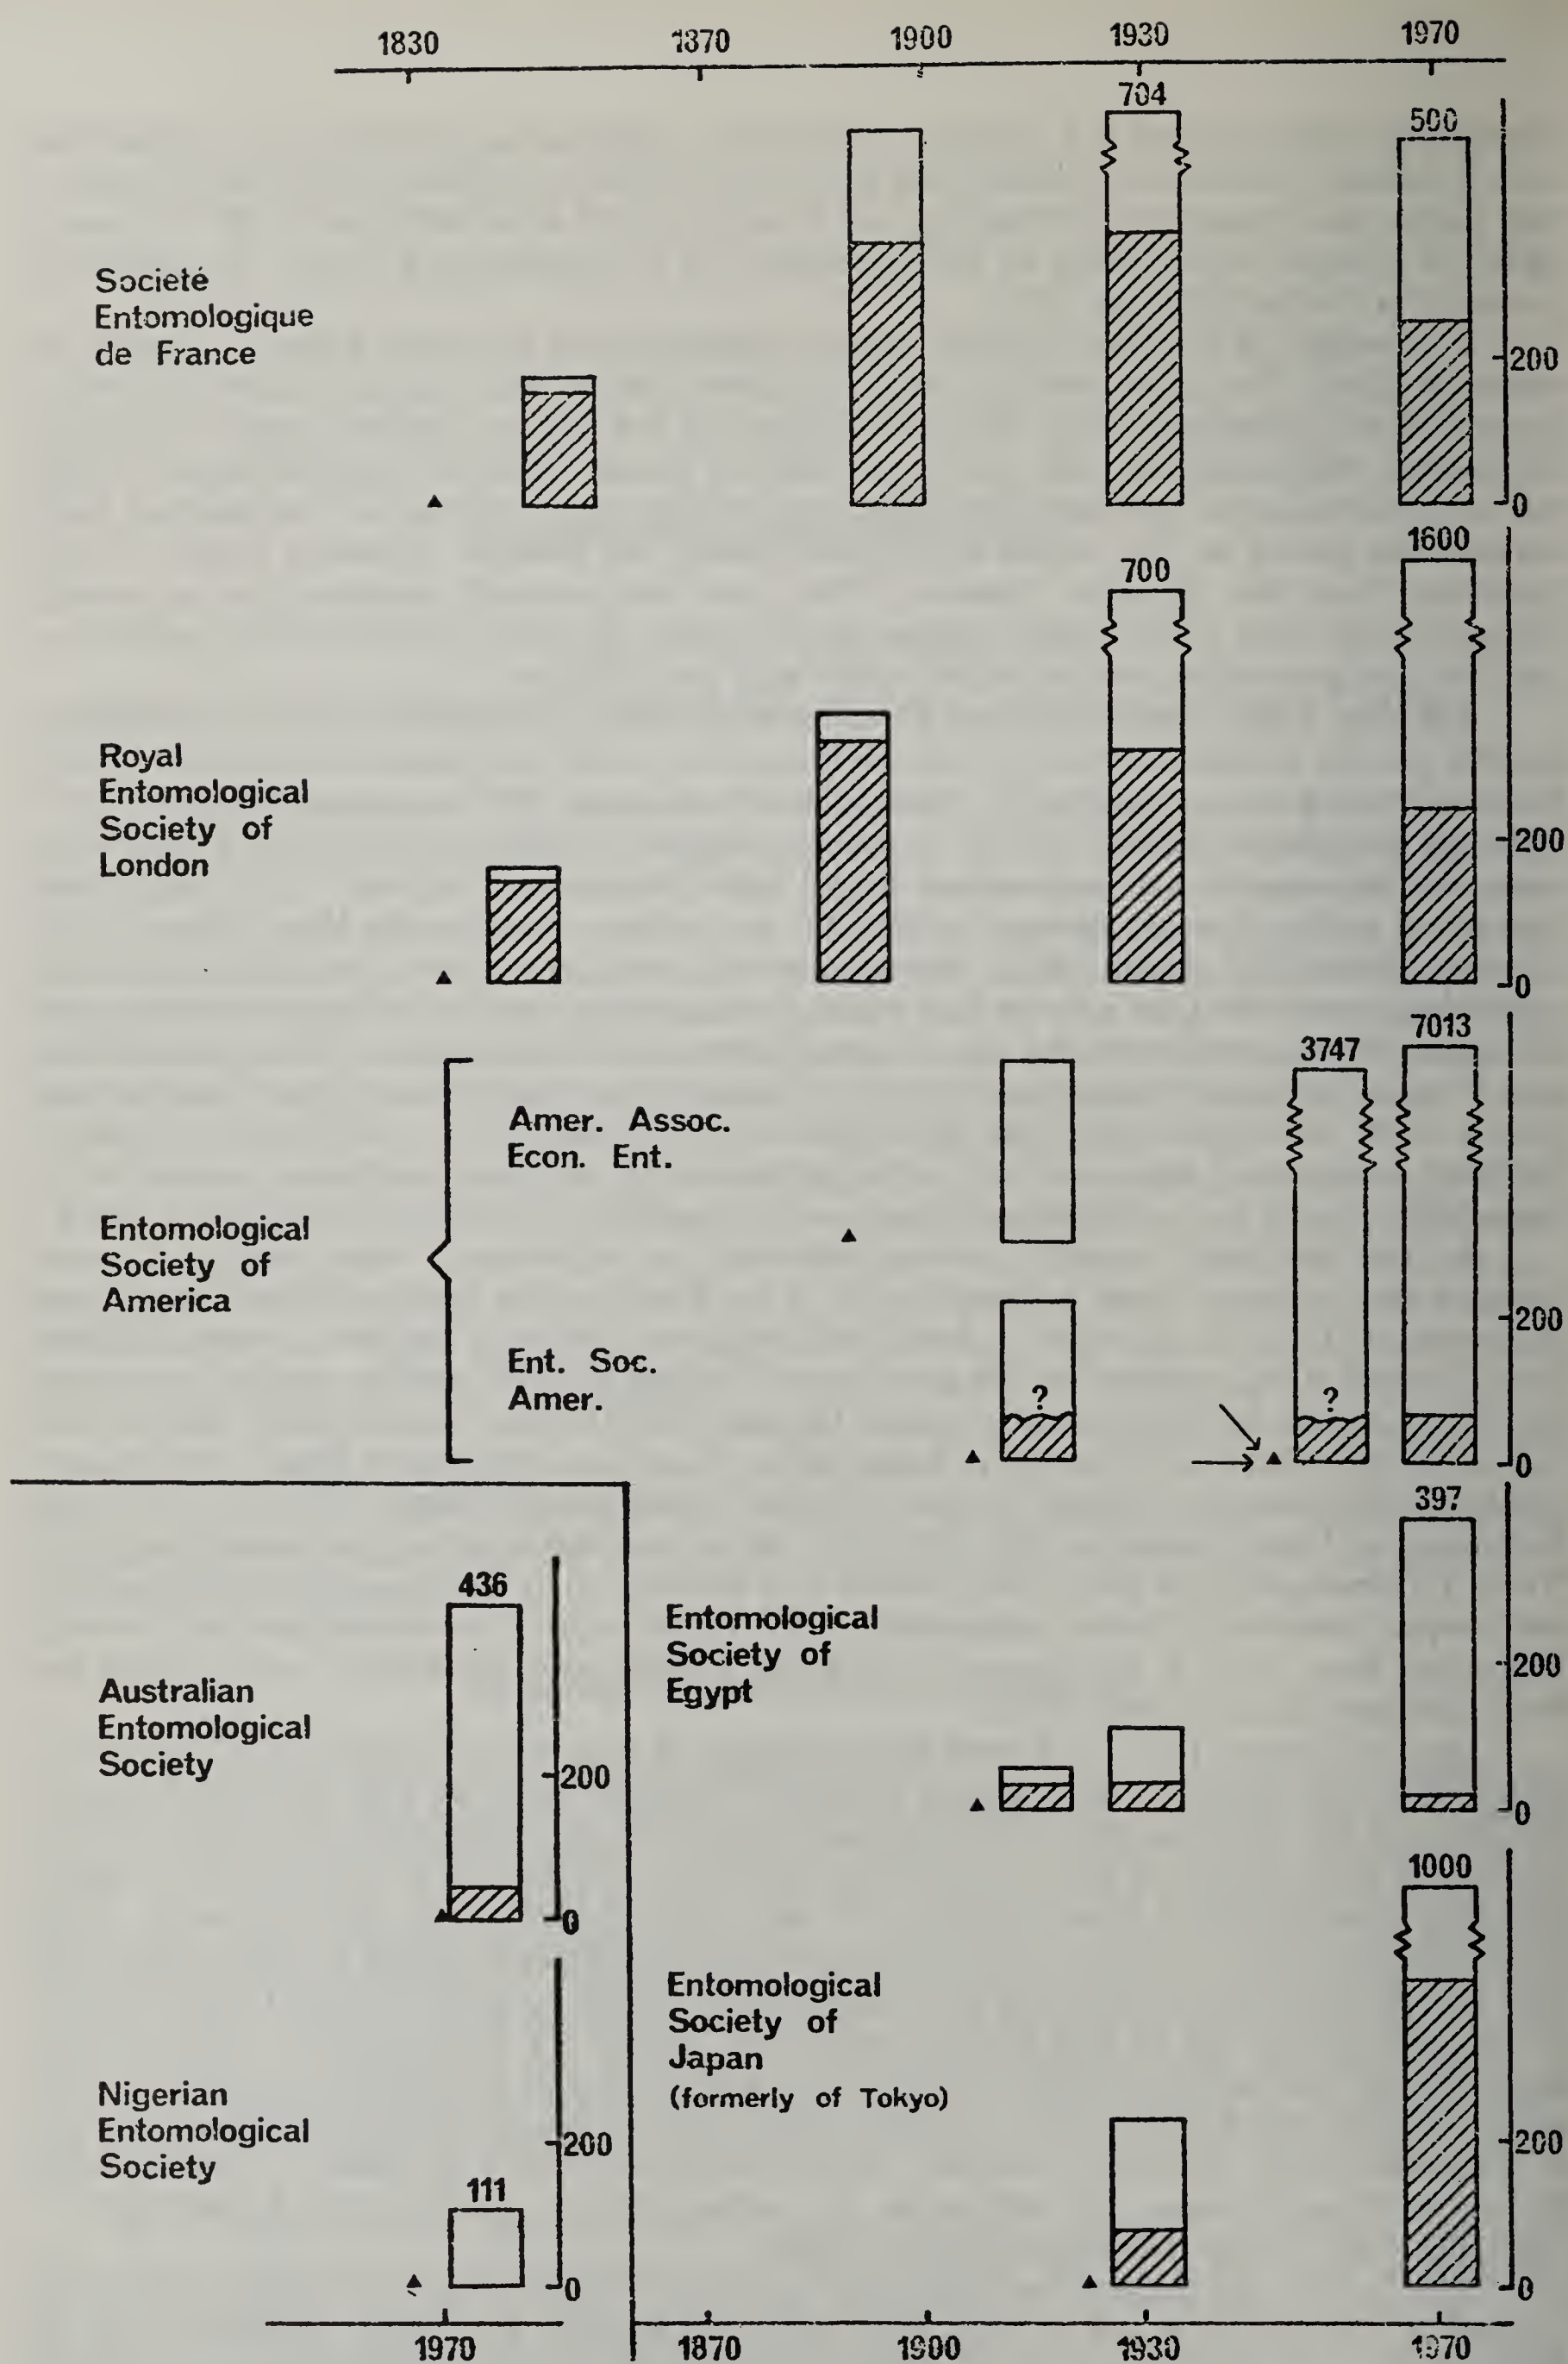 1830 1870 1900 1930 1970
704
500
Societé
Entomologique
de France
200
0
1600
700
Royal
Entomological
Society of
London
200
0
7013
3747
Amer. Assoc.
Econ. Ent.
Entomological
Society of
America
200
Ent. Soc.
Amer.
? ?
0
397
436
Entomological
Society of
Egypt
200
Australian
Entomological
Society
200
0
0
1000
Entomological
Society of
Japan
(formerly of Tokyo)
Nigerian
Entomological
Society
200
200
111
0
0
1970 1870 1900 1930 1970